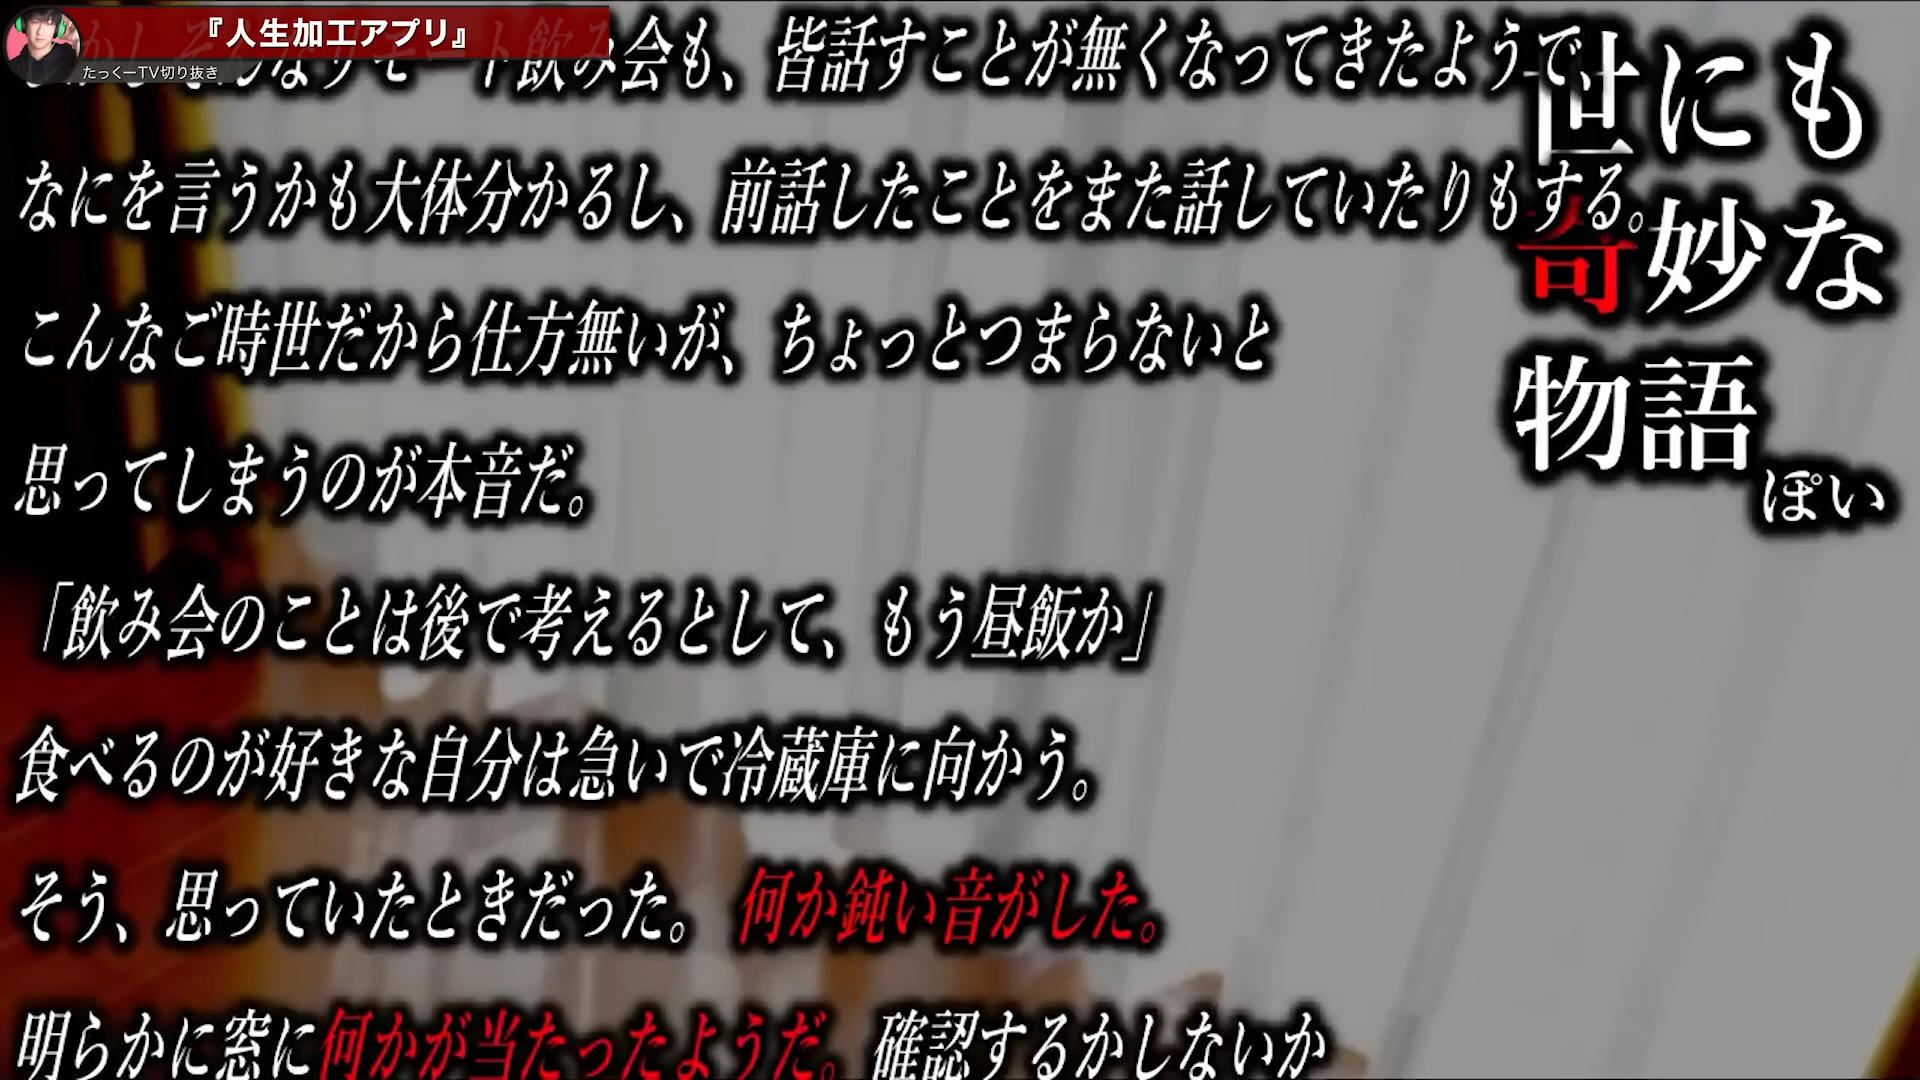 『人生加工アプリ』
たっくーTV切り抜き
飲み会も、皆話すことが無くなってきたようで
なにを言うかも大体分かるし、前話したことをまた話していたりもする。
こんなご時世だから仕方無いが、ちょっとつまらないと
思ってしまうのが本音だ。
「飲み会のことは後で考えるとして、もう昼飯か」
食べるのが好きな自分は急いで冷蔵庫に向かう。
そう、思っていたときだった。何か鈍い音がした。
明らかに窓に何かが当たったようだ。確認するかしないか
世にも
奇妙な
物語
ぽい